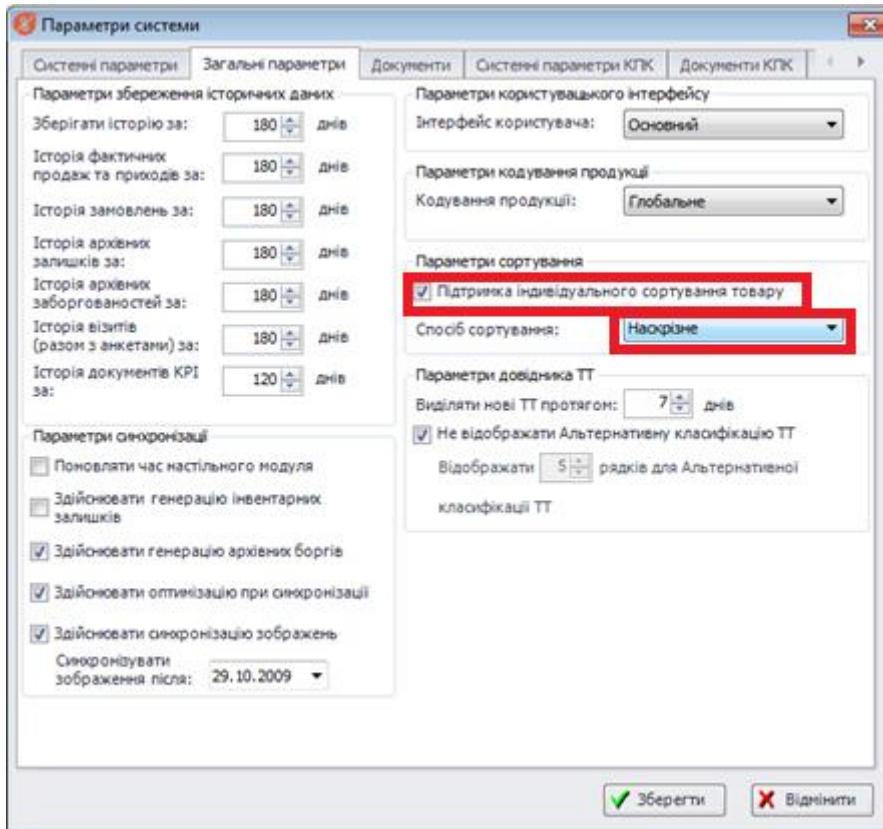 Параметри системи
Системні параметри
Загальні параметри
Документи
Системні параметри КПК
Документи КПК
Параметри збереження історичних даних
Зберігати історію за:
180
днів
Історія фактичних
продаж та приходів за:
180
днів
Історія замовлень за:
180
днів
Історія архівних
залишків за:
180
днів
Історія архівних
заборгованостей за:
180
днів
Історія візитів
(разом з анкетами) за:
180
днів
Історія документів KPI
за:
120
днів
Параметри синхронізації
Поновляти час настільного модуля
Здійснювати генерацію інвентарних
залишків
Здійснювати генерацію архівних боргів
Здійснювати оптимізацію при синхронізації
Здійснювати синхронізацію зображень
Синхронізувати
зображення після:
29.10.2009
Параметри користувацького інтерфейсу
Інтерфейс користувача:
Основний
Параметри кодування продукції
Кодування продукції:
Глобальне
Параметри сортування
Підтримка індивідуального сортування товару
Спосіб сортування:
Наскрізне
Параметри довідника ТТ
Виділяти нові ТТ протягом:
7
днів
Не відображати Альтернативну класифікацію ТТ
Відображати
5
рядків для Альтернативної
класифікації ТТ
Зберегти
Відмінити